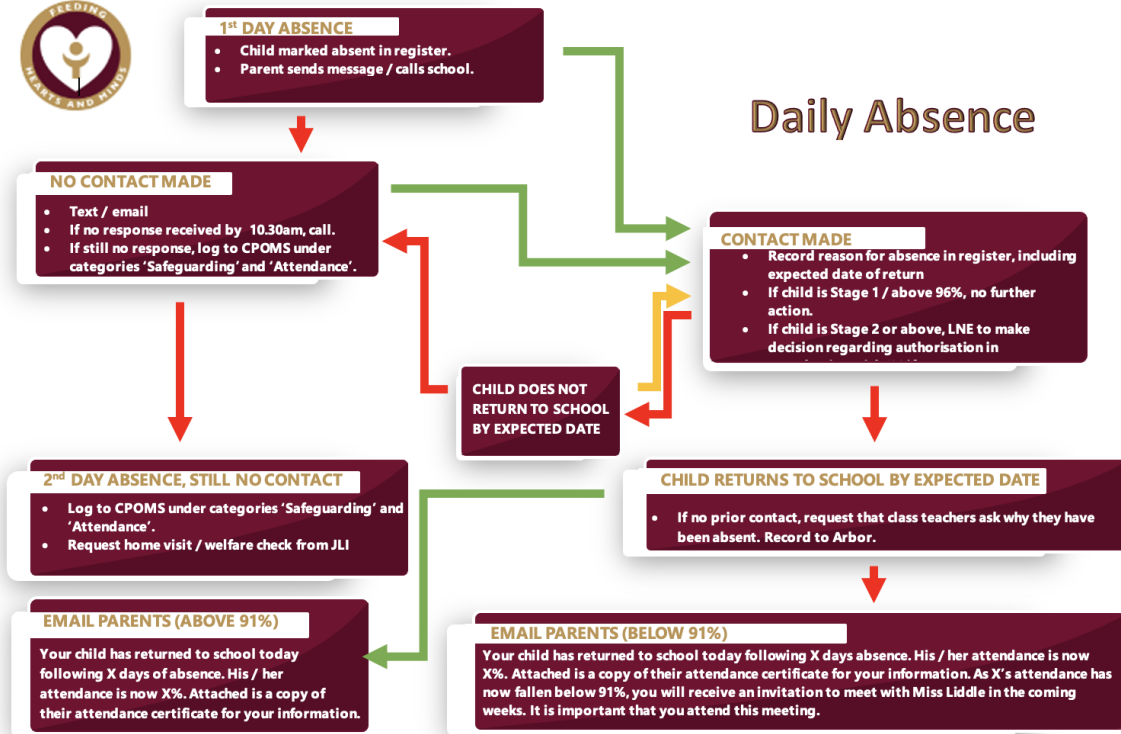 FEEDING
HEARTS AND MINDS
1st DAY ABSENCE
• Child marked absent in register.
• Parent sends message / calls school.
Daily Absence
NO CONTACT MADE
• Text / email
• If no response received by 10.30am, call.
• If still no response, log to CPOMS under
categories ‘Safeguarding’ and ‘Attendance’.
CONTACT MADE
• Record reason for absence in register, including
expected date of return
• If child is Stage 1 / above 96%, no further
action.
• If child is Stage 2 or above, LNE to make
decision regarding authorisation in
CHILD DOES NOT
RETURN TO SCHOOL
BY EXPECTED DATE
2nd DAY ABSENCE, STILL NO CONTACT
• Log to CPOMS under categories ‘Safeguarding’ and
‘Attendance’.
• Request home visit / welfare check from JLI
CHILD RETURNS TO SCHOOL BY EXPECTED DATE
• If no prior contact, request that class teachers ask why they have
been absent. Record to Arbor.
EMAIL PARENTS (ABOVE 91%)
Your child has returned to school today
following X days of absence. His / her
attendance is now X%. Attached is a copy of
their attendance certificate for your information.
EMAIL PARENTS (BELOW 91%)
Your child has returned to school today following X days absence. His / her attendance is now
X%. Attached is a copy of their attendance certificate for your information. As X’s attendance has
now fallen below 91%, you will receive an invitation to meet with Miss Liddle in the coming
weeks. It is important that you attend this meeting.